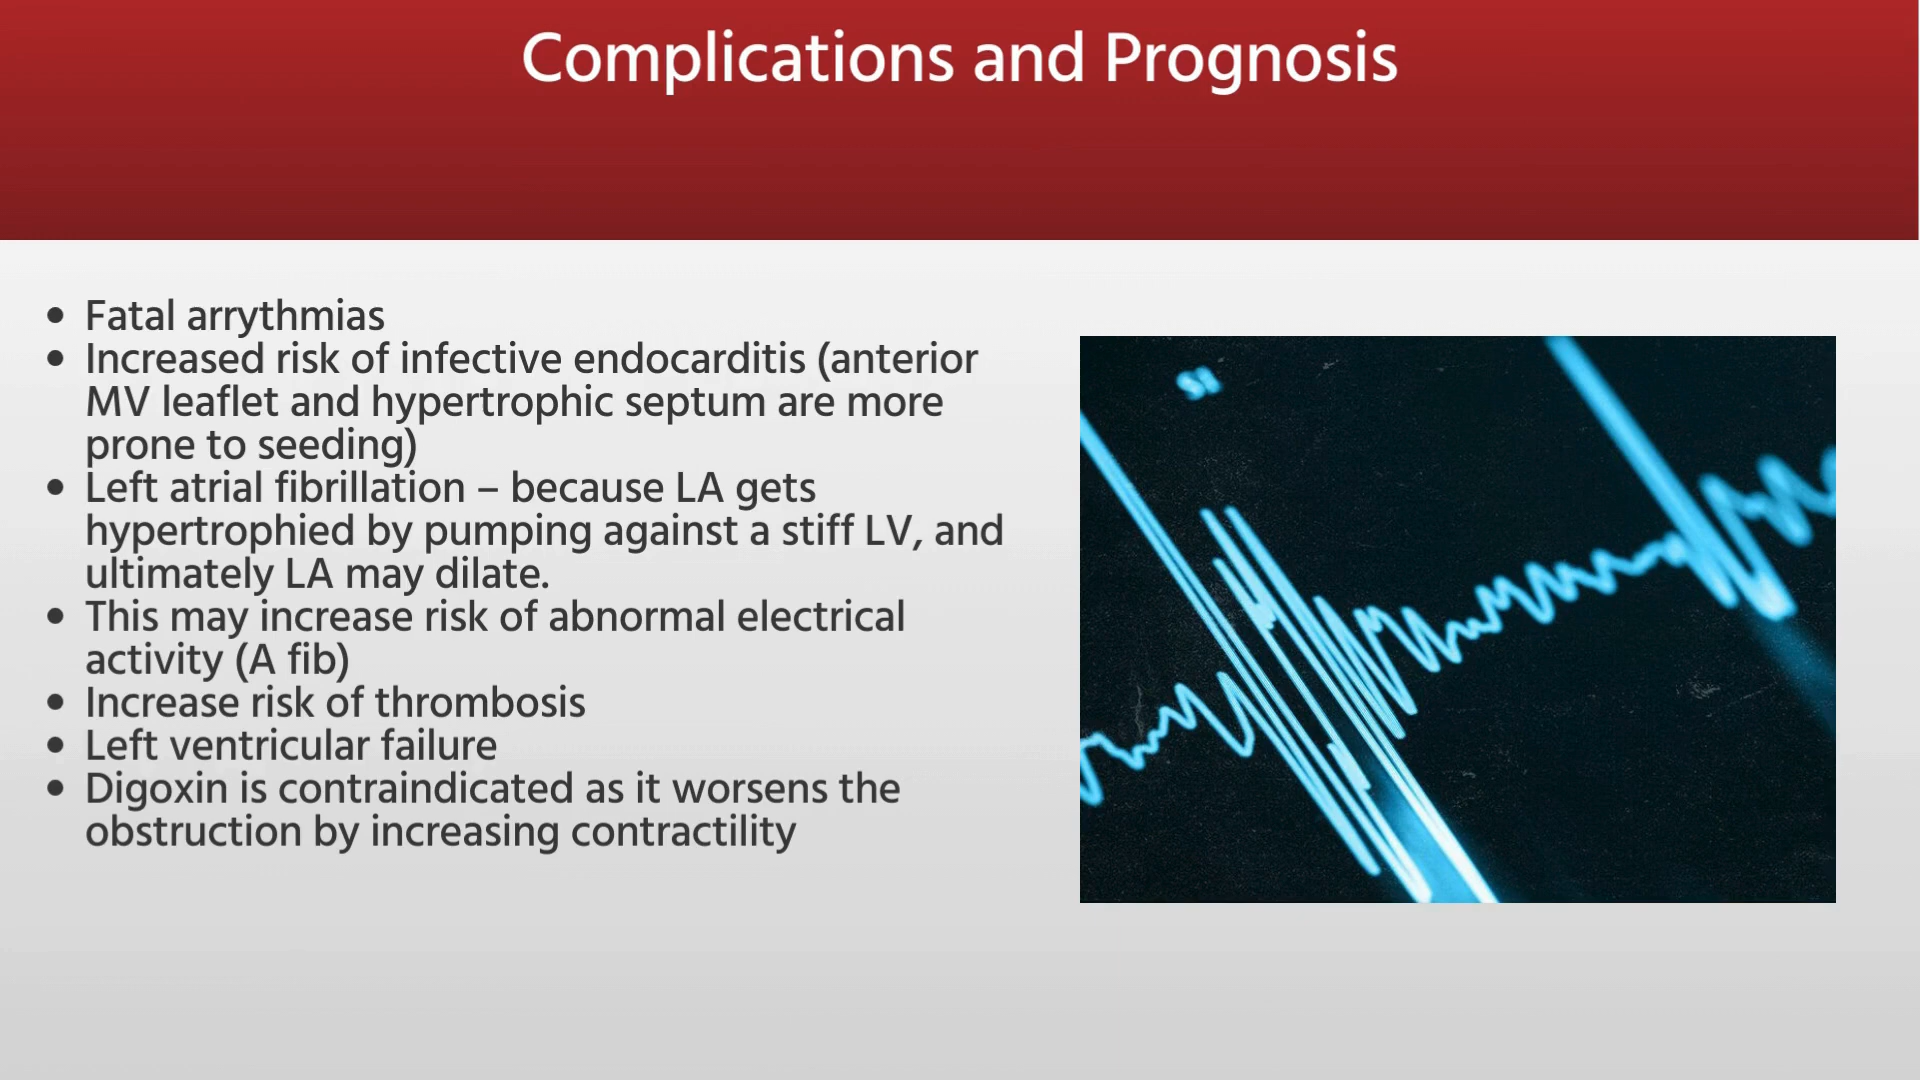 Complications and Prognosis
• Fatal arrythmias
• Increased risk of infective endocarditis (anterior
MV leaflet and hypertrophic septum are more
prone to seeding)
• Left atrial fibrillation – because LA gets
hypertrophied by pumping against a stiff LV, and
ultimately LA may dilate.
• This may increase risk of abnormal electrical
activity (A fib)
• Increase risk of thrombosis
• Left ventricular failure
• Digoxin is contraindicated as it worsens the
obstruction by increasing contractility